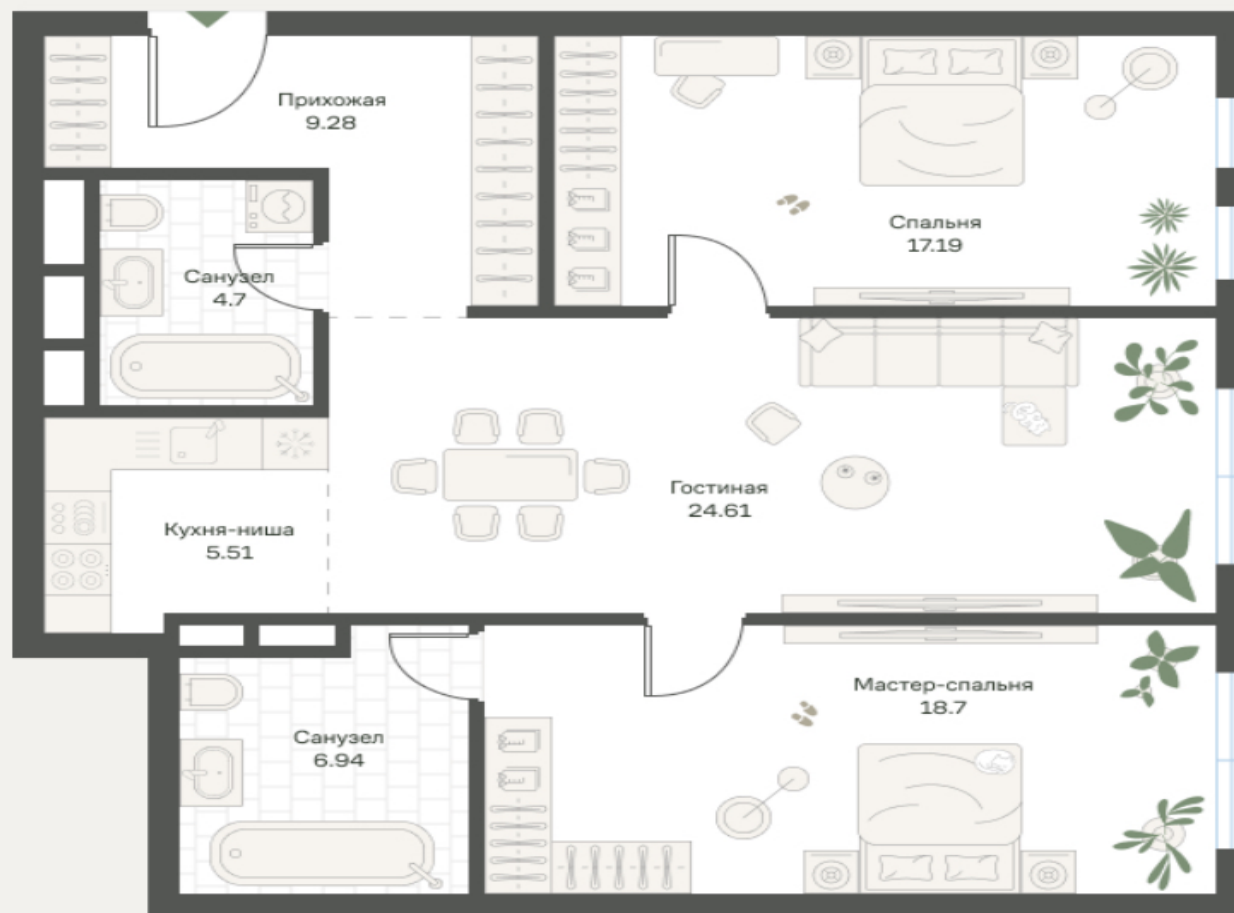 Прихожая
9.28
Спальня
17.19
Санузел
4.7
Гостиная
24.61
Кухня-ниша
5.51
Мастер-спальня
18.7
Санузел
6.94